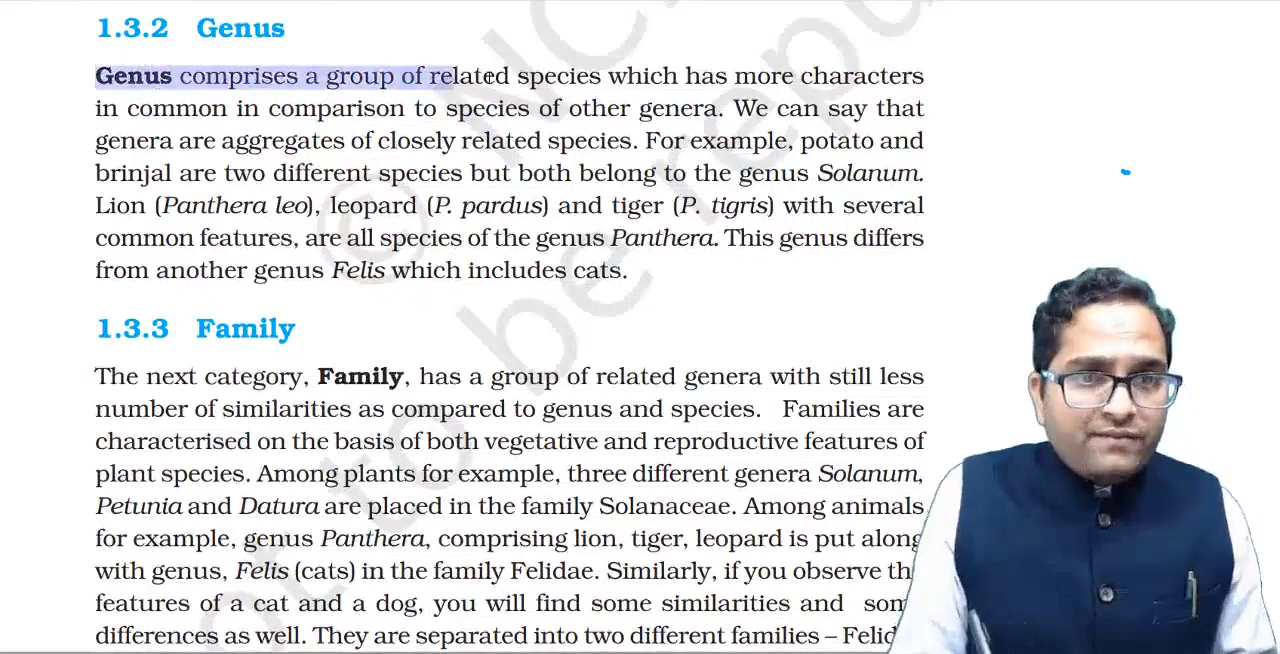 1.3.2 Genus
Genus comprises a group of related species which has more characters
in common in comparison to species of other genera. We can say that
genera are aggregates of closely related species. For example, potato and
brinjal are two different species but both belong to the genus Solanum.
Lion (Panthera leo), leopard (P. pardus) and tiger (P. tigris) with several
common features, are all species of the genus Panthera. This genus differs
from another genus Felis which includes cats.
1.3.3 Family
The next category, Family, has a group of related genera with still less
number of similarities as compared to genus and species. Families are
characterised on the basis of both vegetative and reproductive features of
plant species. Among plants for example, three different genera Solanum,
Petunia and Datura are placed in the family Solanaceae. Among animals
for example, genus Panthera, comprising lion, tiger, leopard is put along
with genus, Felis (cats) in the family Felidae. Similarly, if you observe th
features of a cat and a dog, you will find some similarities and som
differences as well. They are separated into two different families – Felid
© NC
be repu
not to